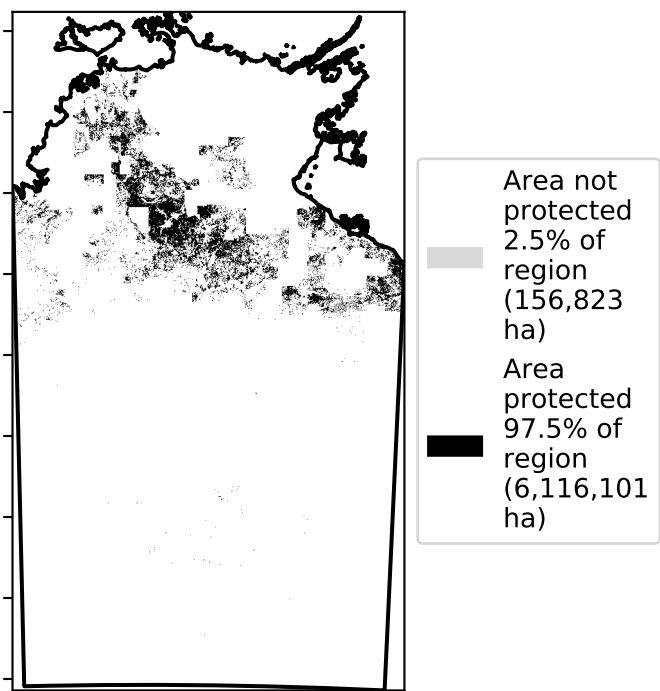 Area not
protected
2.5% of
region
(156,823
ha)
Area
protected
97.5% of
region
(6,116,101
ha)